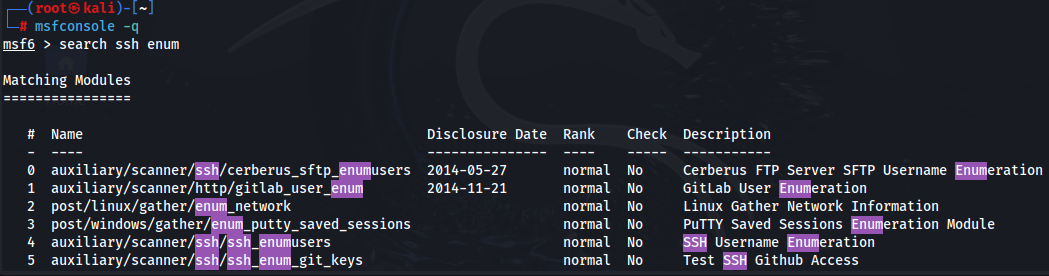 (root㉿kali)-[~]
# msfconsole -q
msf6 > search ssh enum
Matching Modules
================
# Name Disclosure Date Rank Check Description
- ---- --------------- ---- ----- -----------
0 auxiliary/scanner/ssh/cerberus_sftp_enumusers 2014-05-27 normal No Cerberus FTP Server SFTP Username Enumeration
1 auxiliary/scanner/http/gitlab_user_enum 2014-11-21 normal No GitLab User Enumeration
2 post/linux/gather/enum_network normal No Linux Gather Network Information
3 post/windows/gather/enum_putty_saved_sessions normal No PuTTY Saved Sessions Enumeration Module
4 auxiliary/scanner/ssh/ssh_enumusers normal No SSH Username Enumeration
5 auxiliary/scanner/ssh/ssh_enum_git_keys normal No Test SSH Github Access